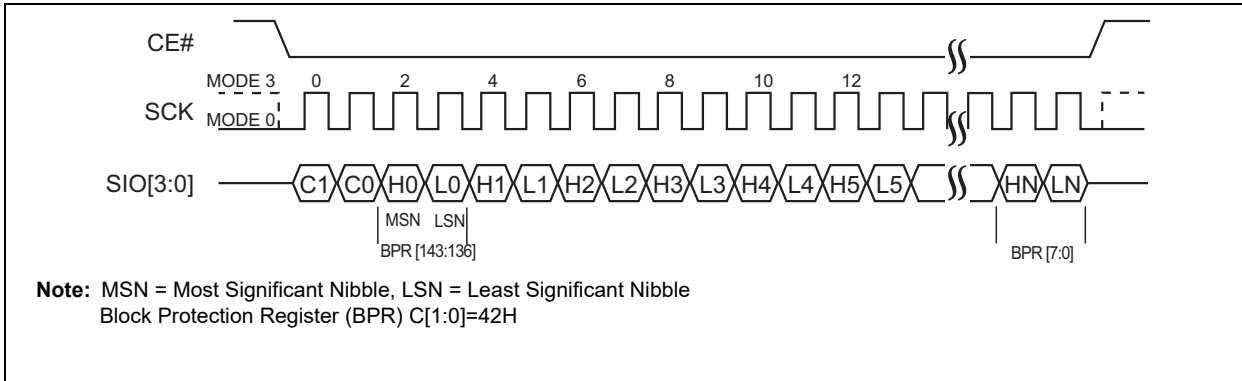 CE#
MODE 3 0 2 4 6 8 10 12
SCK
MODE 0
SIO[3:0] C1 C0 H0 L0 H1 L1 H2 L2 H3 L3 H4 L4 H5 L5 HN LN
MSN LSN
BPR [143:136] BPR [7:0]
Note: MSN = Most Significant Nibble, LSN = Least Significant Nibble
Block Protection Register (BPR) C[1:0]=42H